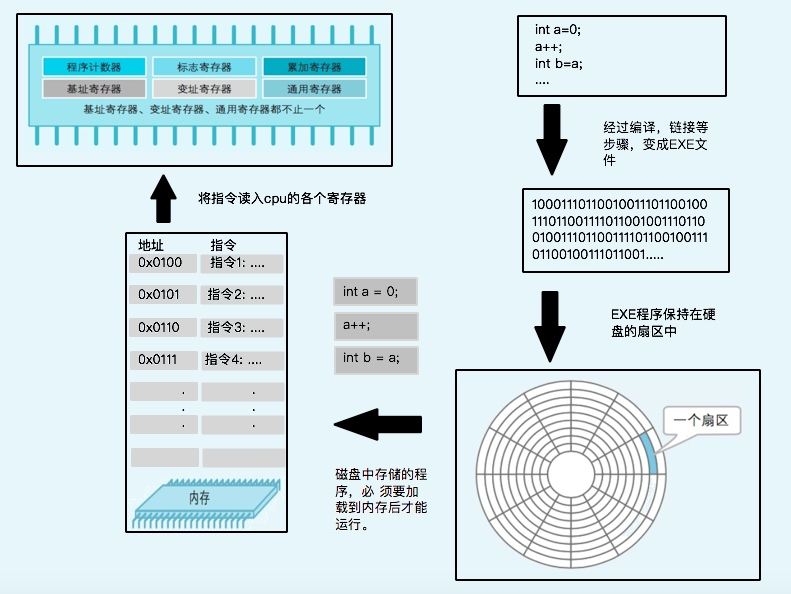 程序计数器
标志寄存器
累加寄存器
基址寄存器
变址寄存器
通用寄存器
基址寄存器、变址寄存器、通用寄存器都不止一个
int a=0;
a++;
int b=a;
....
经过编译，链接等
步骤，变成EXE文
件
将指令读入cpu的各个寄存器
10001110110010011101100100
111011001111011001001110110
01001110110011110110010011 1
01100100111011001.....
EXE程序保持在硬
盘的扇区中
地址
指令
0x0100
指令1: ....
0x0101
指令2: ....
0x0110
指令3: ....
0x0111
指令4: ....
.
.
.
.
.
.
内存
int a = 0;
a++;
int b = a;
磁盘中存储的程
序，必 须要加
载到内存后才能
运行。
一个扇区